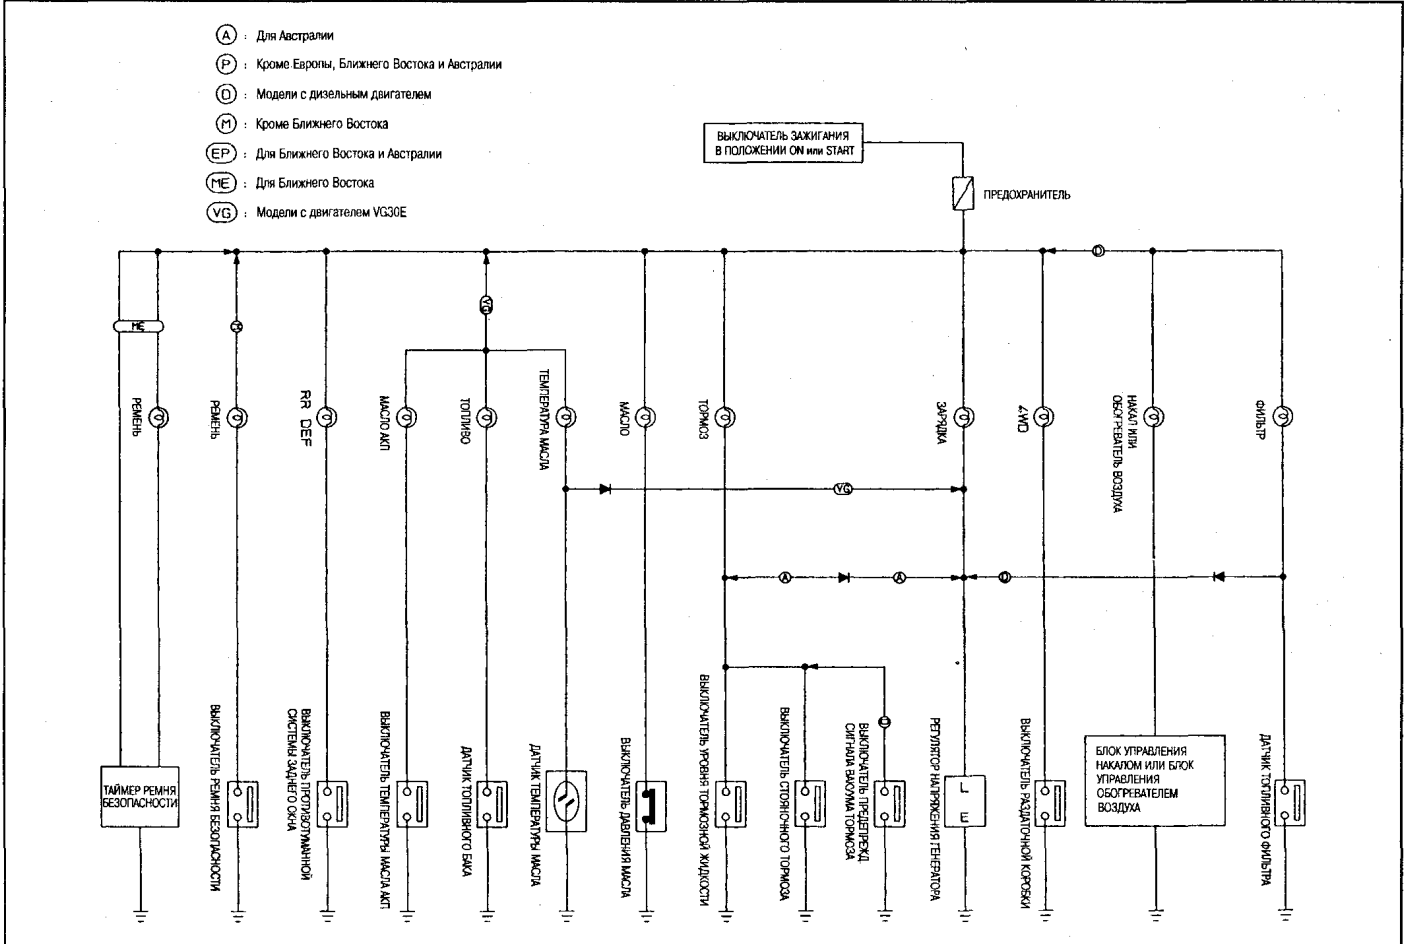 A : Для Австралии
P : Кроме Европы, Ближнего Востока и Австралии
D : Модели с дизельным двигателем
M : Кроме Ближнего Востока
EP : Для Ближнего Востока и Австралии
ME : Для Ближнего Востока
VG : Модели с двигателем VG30E
ВЫКЛЮЧАТЕЛЬ ЗАЖИГАНИЯ
В ПОЛОЖЕНИИ ON или START
ПРЕДОХРАНИТЕЛЬ
D
VG
ME
M
РЕМЕНЬ
РЕМЕНЬ
RR DEF
МАСЛО АКП
ТОПЛИВО
ТЕМПЕРАТУРА МАСЛА
МАСЛО
ТОРМОЗ
ЗАРЯДКА
4WD
НАКАЛ ИЛИ
ОБОГРЕВАТЕЛЬ ВОЗДУХА
ФИЛЬТР
VG
A
A
D
D
ТАЙМЕР РЕМНЯ
БЕЗОПАСНОСТИ
ВЫКЛЮЧАТЕЛЬ РЕМНЯ БЕЗОПАСНОСТИ
ВЫКЛЮЧАТЕЛЬ ПРОТИВОТУМАННОЙ
СИСТЕМЫ ЗАДНЕГО ОКНА
ВЫКЛЮЧАТЕЛЬ ТЕМПЕРАТУРЫ МАСЛА АКП
ДАТЧИК ТОПЛИВНОГО БАКА
ДАТЧИК ТЕМПЕРАТУРЫ МАСЛА
ВЫКЛЮЧАТЕЛЬ ДАВЛЕНИЯ МАСЛА
ВЫКЛЮЧАТЕЛЬ УРОВНЯ ТОРМОЗНОЙ ЖИДКОСТИ
ВЫКЛЮЧАТЕЛЬ СТОЯНОЧНОГО ТОРМОЗА
ВЫКЛЮЧАТЕЛЬ ПРЕДЕПРЕЖД.
СИГНАЛА ВАКУУМА ТОРМОЗА
РЕГУЛЯТОР НАПРЯЖЕНИЯ ГЕНЕРАТОРА
L
E
ВЫКЛЮЧАТЕЛЬ РАЗДАТОЧНОЙ КОРОБКИ
БЛОК УПРАВЛЕНИЯ
НАКАЛОМ ИЛИ БЛОК
УПРАВЛЕНИЯ
ОБОГРЕВАТЕЛЕМ
ВОЗДУХА
ДАТЧИК ТОПЛИВНОГО ФИЛЬТРА